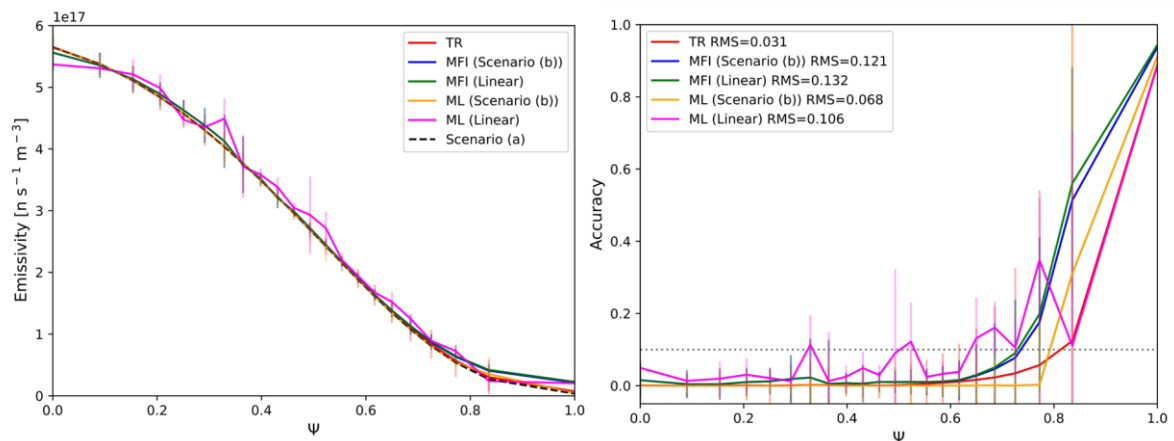 1e17
6
5
4
3
2
1
0
Emissivity [n s⁻¹ m⁻³]
0.0 0.2 0.4 0.6 0.8 1.0
Ψ
TR
MFI (Scenario (b))
MFI (Linear)
ML (Scenario (b))
ML (Linear)
Scenario (a)
1.0
0.8
0.6
0.4
0.2
0.0
Accuracy
0.0 0.2 0.4 0.6 0.8 1.0
Ψ
TR RMS=0.031
MFI (Scenario (b)) RMS=0.121
MFI (Linear) RMS=0.132
ML (Scenario (b)) RMS=0.068
ML (Linear) RMS=0.106